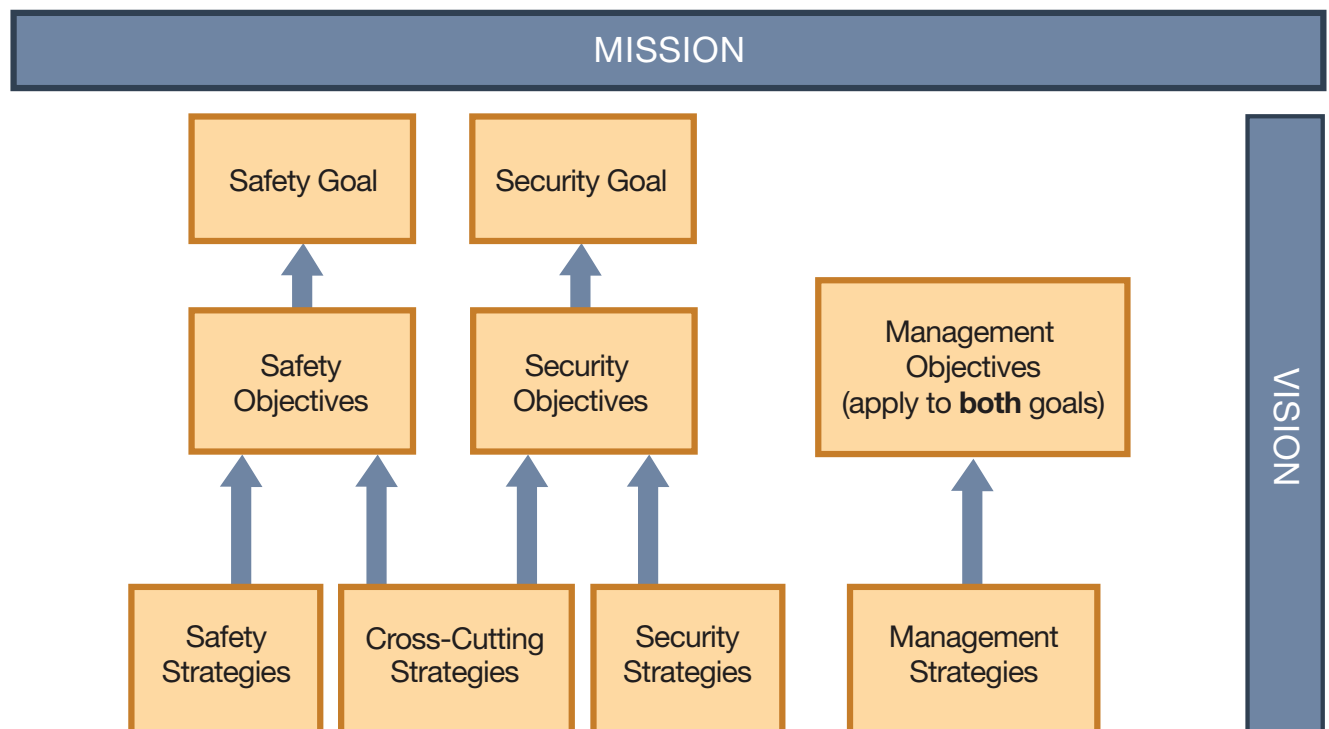 MISSION
Safety Goal
Security Goal
Safety
Objectives
Security
Objectives
Management
Objectives
(apply to both goals)
VISION
Safety
Strategies
Cross-Cutting
Strategies
Security
Strategies
Management
Strategies